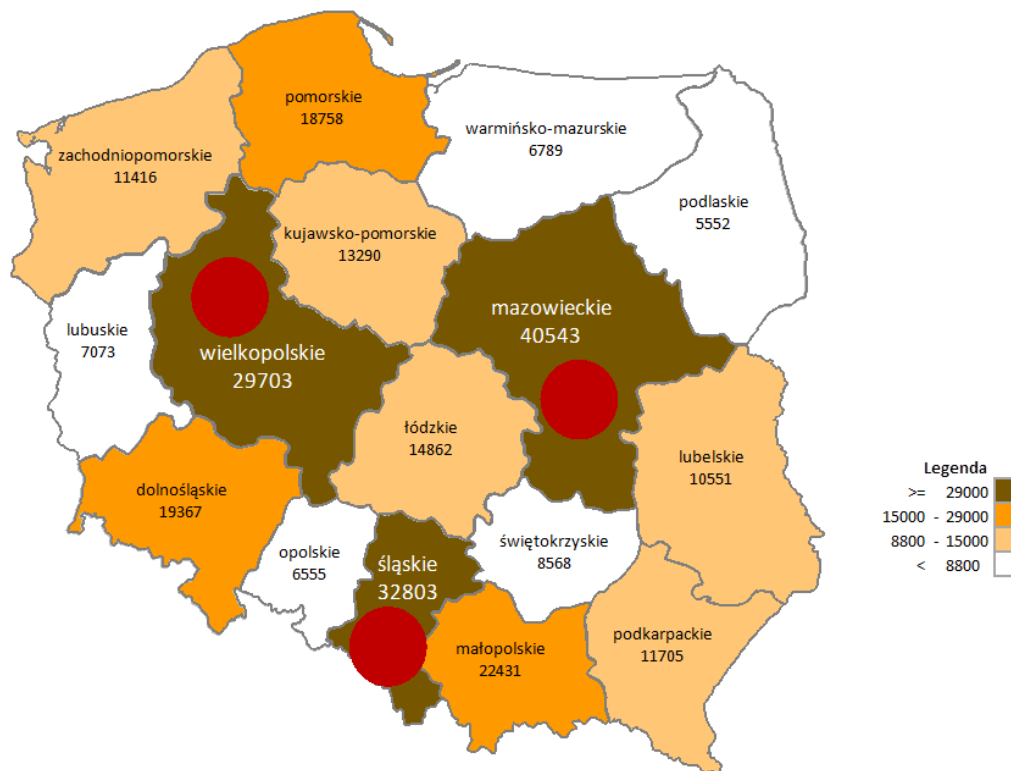 pomorskie
18758
warmińsko-mazurskie
6789
zachodniopomorskie
11416
podlaskie
5552
kujawsko-pomorskie
13290
mazowieckie
40543
lubuskie
7073
wielkopolskie
29703
łódzkie
14862
lubelskie
10551
dolnośląskie
19367
opolskie
6555
śląskie
32803
świętokrzyskie
8568
małopolskie
22431
podkarpackie
11705
Legenda
>= 29000
15000 - 29000
8800 - 15000
< 8800